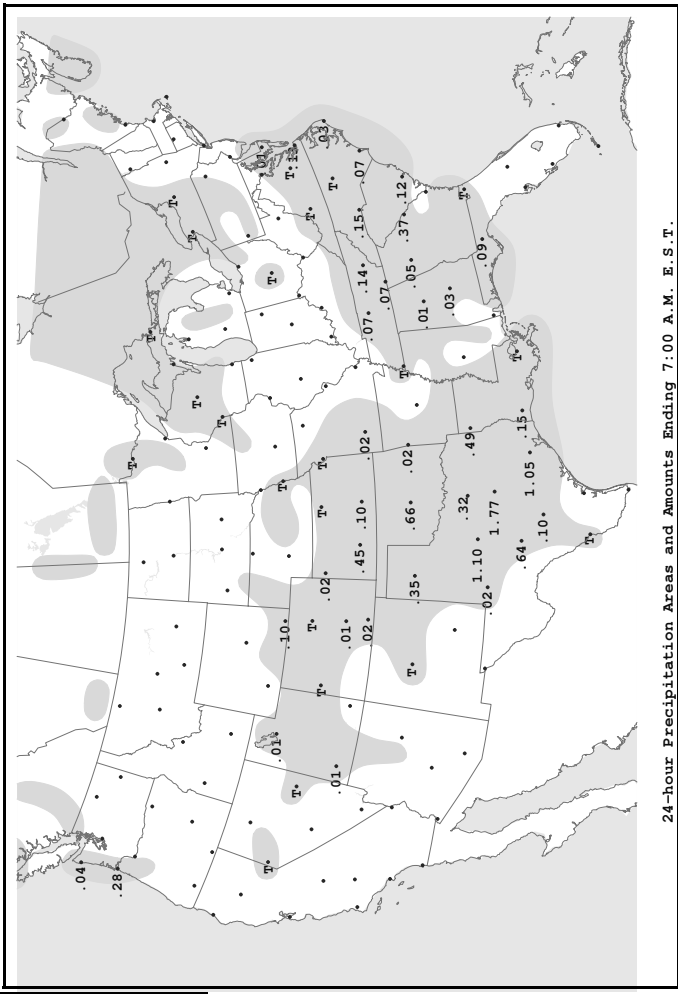 .04
.28
T
T
T
T
T
T
.01
T
T
.01
T
.10
T
T
T
T
T
T
T
.03
.02
T
.01
.01
.15
.07
.45
.10
.14
.02
.02
.07
.07
.12
.37
T
.02
.05
.66
T
.35
.01
.03
T
.32
.49
1.10
.09
.02
1.77
T
.64
.15
1.05
.10
T
24-hour Precipitation Areas and Amounts Ending 7:00 A.M. E.S.T.